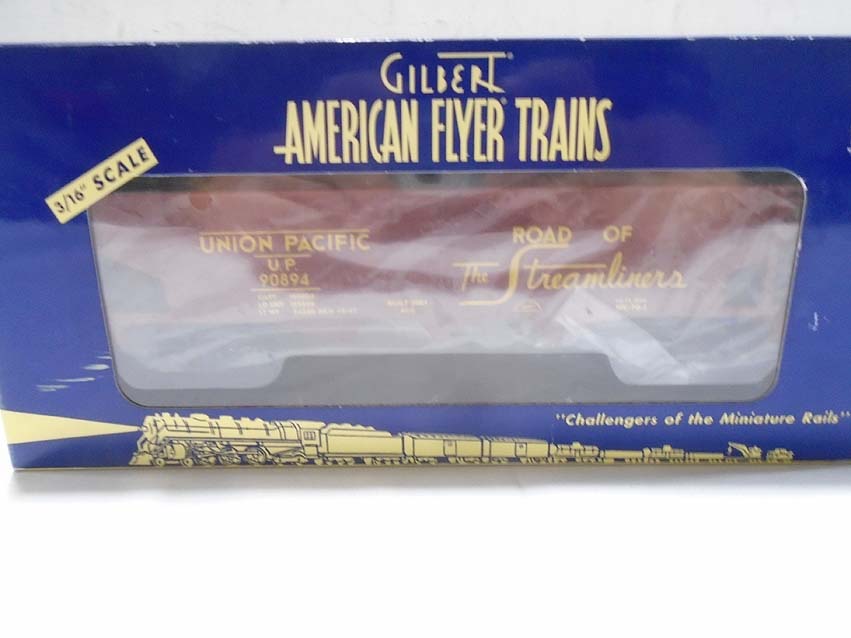 GILBERT
AMERICAN FLYER TRAINS
3/16" SCALE
UNION PACIFIC
U.P.
90894
ROAD OF
The Streamliners
"Challengers of the Miniature Rails"